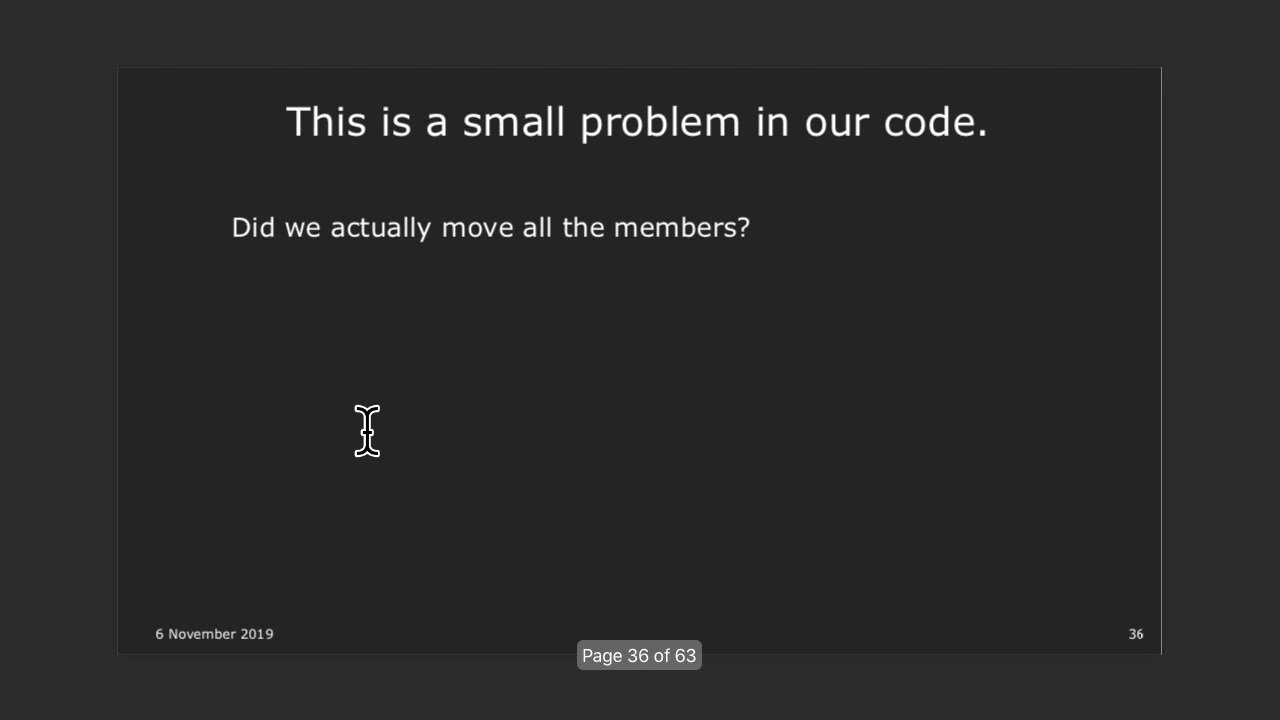 This is a small problem in our code.
Did we actually move all the members?
6 November 2019
36
Page 36 of 63